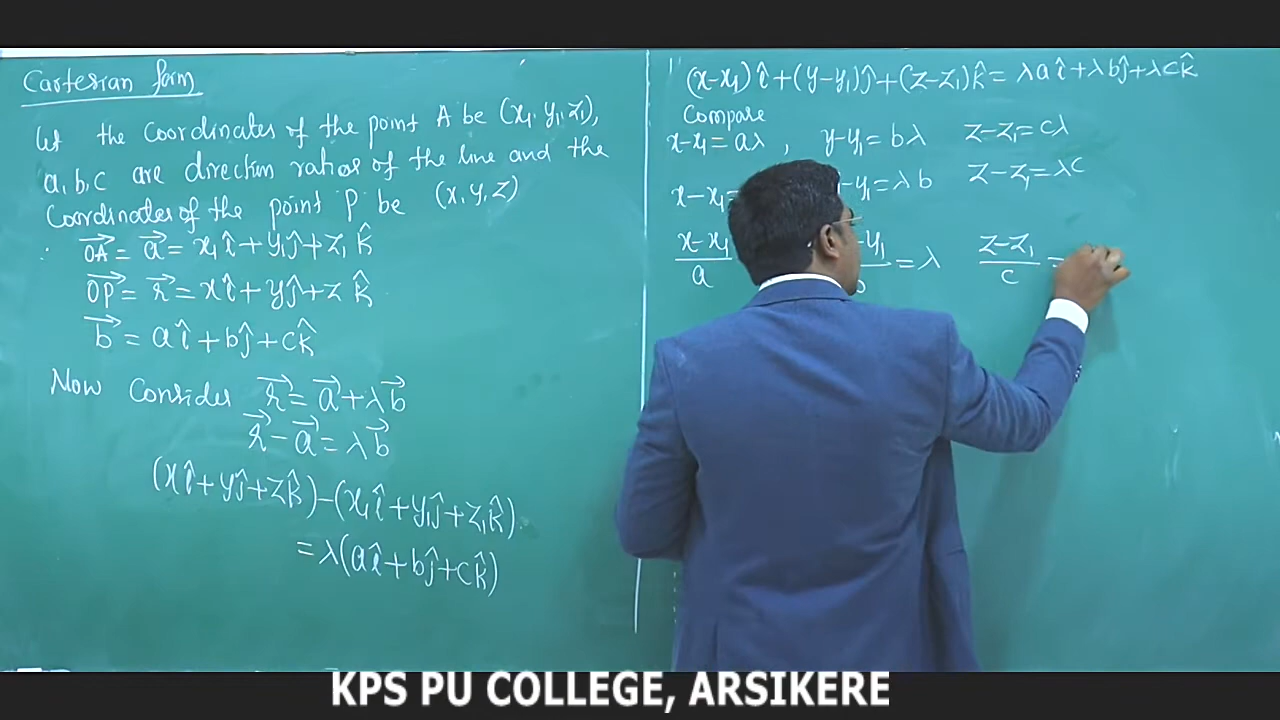 Cartesian form
Let the coordinates of the point A be (x₁, y₁, z₁),
a, b, c are direction ratios of the line and the
coordinates of the point P be (x, y, z)
∴ OA⃗ = a⃗ = x₁î + y₁ĵ + z₁ k̂
OP⃗ = r⃗ = xî + yĵ + z k̂
b⃗ = aî + bĵ + ck̂
Now Consider r⃗ = a⃗ + λb⃗
r⃗ - a⃗ = λb⃗
(xî + yĵ + zk̂) - (x₁î + y₁ĵ + z₁k̂)
= λ(aî + bĵ + ck̂)
(x-x₁)î + (y-y₁)ĵ + (z-z₁)k̂ = λaî + λbĵ + λck̂
Compare
x-x₁ = aλ , y-y₁ = bλ z-z₁ = cλ
x-x₁ = -y₁ = λb z-z₁ = λc
x-x₁/a -y₁/b = λ z-z₁/c =
KPS PU COLLEGE, ARSIKERE